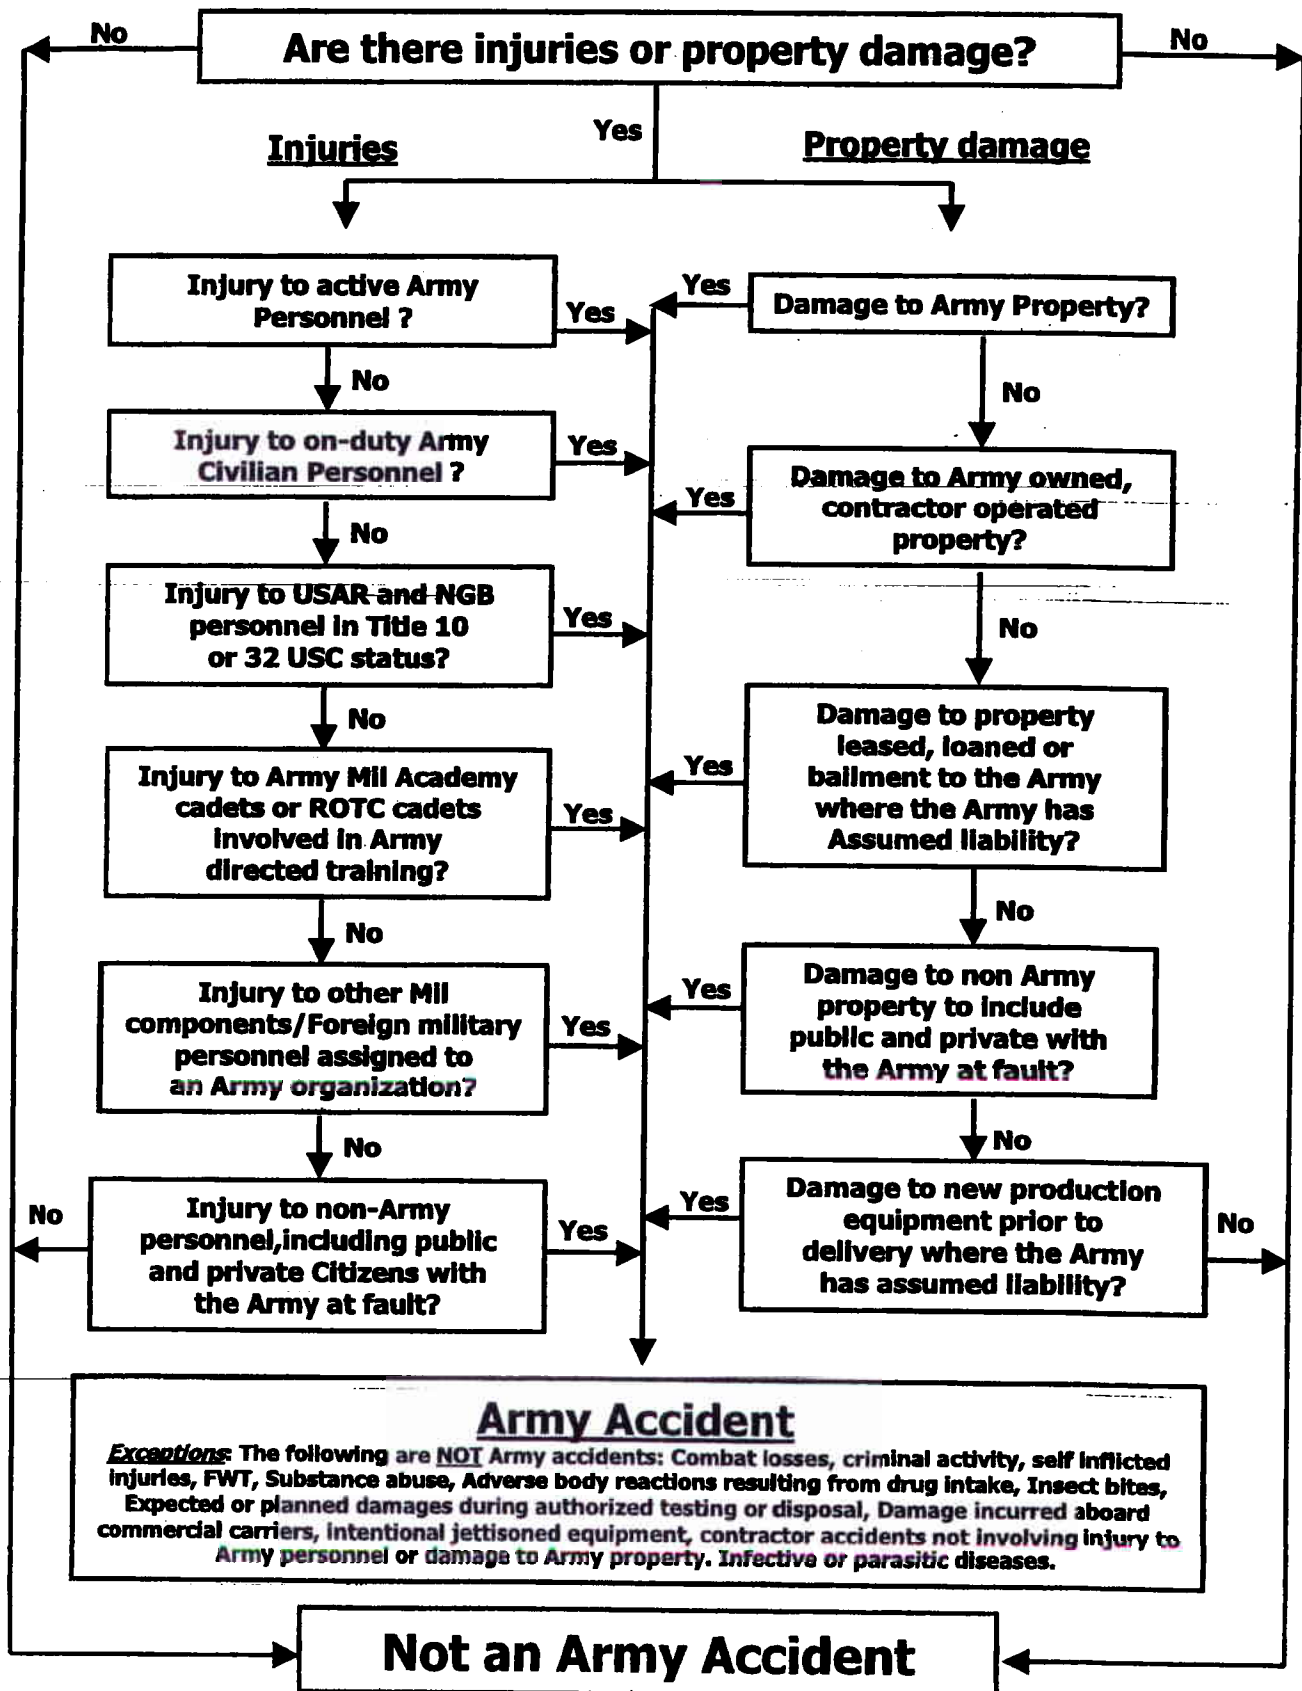 Are there injuries or property damage?
No
No
Yes
Injuries
Property damage
Injury to active Army
Personnel ?
Yes
No
Injury to on-duty Army
Civilian Personnel ?
Yes
No
Injury to USAR and NGB
personnel in Title 10
or 32 USC status?
Yes
No
Injury to Army Mil Academy
cadets or ROTC cadets
involved in Army
directed training?
Yes
No
Injury to other Mil
components/Foreign military
personnel assigned to
an Army organization?
Yes
No
Injury to non-Army
personnel,including public
and private Citizens with
the Army at fault?
No
Yes
Damage to Army Property?
Yes
No
Damage to Army owned,
contractor operated
property?
Yes
No
Damage to property
leased, loaned or
bailment to the Army
where the Army has
Assumed liability?
Yes
No
Damage to non Army
property to include
public and private with
the Army at fault?
Yes
No
Damage to new production
equipment prior to
delivery where the Army
has assumed liability?
Yes
No
Army Accident
Exceptions: The following are NOT Army accidents: Combat losses, criminal activity, self inflicted
injuries, FWT, Substance abuse, Adverse body reactions resulting from drug intake, Insect bites,
Expected or planned damages during authorized testing or disposal, Damage incurred aboard
commercial carriers, intentional jettisoned equipment, contractor accidents not involving injury to
Army personnel or damage to Army property. Infective or parasitic diseases.
Not an Army Accident